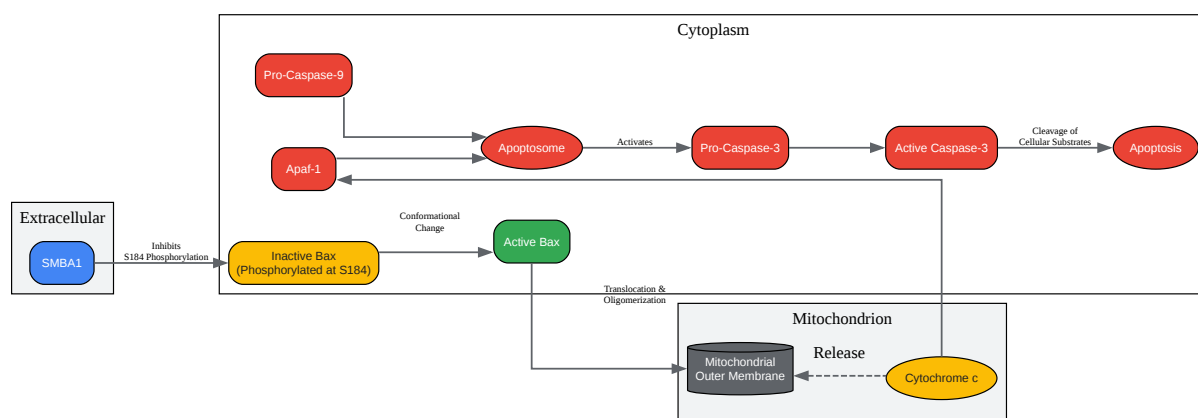 Cytoplasm
Pro-Caspase-9
Apoptosome
Activates
Pro-Caspase-3
Active Caspase-3
Cleavage of
Cellular Substrates
Apoptosis
Apaf-1
Extracellular
SMBA1
Inhibits
S184 Phosphorylation
Inactive Bax
(Phosphorylated at S184)
Conformational
Change
Active Bax
Translocation &
Oligomerization
Mitochondrion
Mitochondrial
Outer Membrane
Release
Cytochrome c